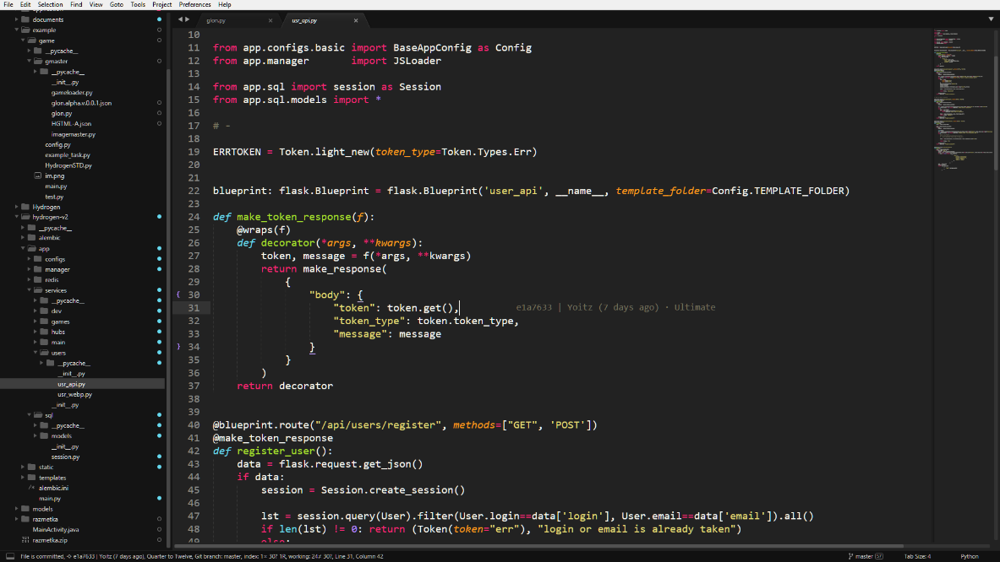 File Edit Selection Find View Goto Tools Project Preferences Help
documents
example
game
__pycache__
gmaster
__pycache__
__init__.py
gameloader.py
glon.alpha.v.0.0.1.json
glon.py
HGTML-A.json
imagemaster.py
config.py
example_task.py
HydrogenSTD.py
im.png
main.py
test.py
Hydrogen
hydrogen-v2
__pycache__
alembic
app
configs
manager
redis
services
__pycache__
dev
games
hubs
main
users
__pycache__
__init__.py
usr_api.py
usr_webp.py
__init__.py
sql
__pycache__
models
__init__.py
session.py
static
templates
alembic.ini
main.py
models
razmetka
MainActivity.java
razmetka.zip
glon.py × usr_api.py ×
10
11 from app.configs.basic import BaseAppConfig as Config
12 from app.manager import JSLoader
13
14 from app.sql import session as Session
15 from app.sql.models import *
16
17 # -
18
19 ERRTOKEN = Token.light_new(token_type=Token.Types.Err)
20
21
22 blueprint: flask.Blueprint = flask.Blueprint('user_api', __name__, template_folder=Config.TEMPLATE_FOLDER)
23
24 def make_token_response(f):
25 @wraps(f)
26 def decorator(*args, **kwargs):
27 token, message = f(*args, **kwargs)
28 return make_response(
29 {
{ 30 "body": {
31 "token": token.get(), e1a7633 | Yoitz (7 days ago) · Ultimate
32 "token_type": token.token_type,
33 "message": message
} 34 }
35 }
36 )
37 return decorator
38
39
40 @blueprint.route("/api/users/register", methods=["GET", 'POST'])
41 @make_token_response
42 def register_user():
43 data = flask.request.get_json()
44 if data:
45 session = Session.create_session()
46
47 lst = session.query(User).filter(User.login==data['login'], User.email==data['email']).all()
48 if len(lst) != 0: return (Token(token="err"), "login or email is already taken")
49 else:
File is committed, e1a7633 | Yoitz (7 days ago), Quarter to Twelve, Git branch: master, index: 1≡ 30? 1R, working: 24≠ 30?, Line 31, Column 42 master 57 Tab Size: 4 Python